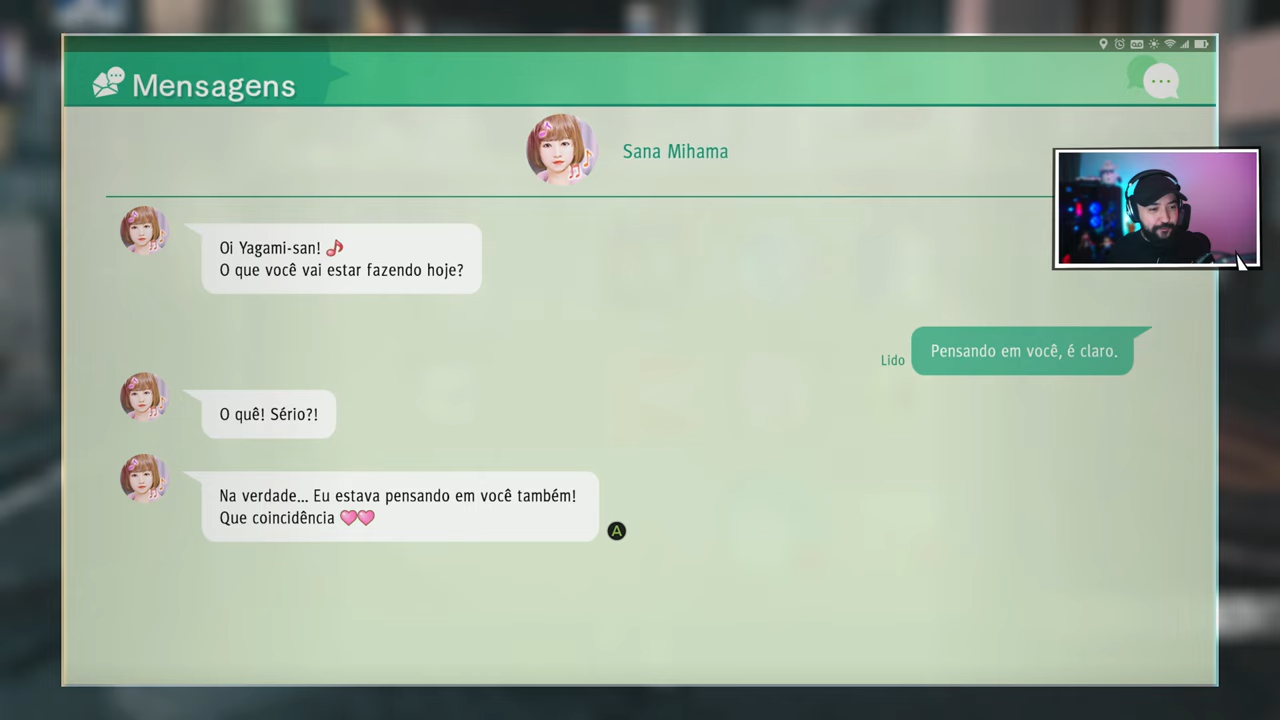 Mensagens
Sana Mihama
Oi Yagami-san!
O que você vai estar fazendo hoje?
Pensando em você, é claro.
Lido
O quê! Sério?!
Na verdade... Eu estava pensando em você também!
Que coincidência
A